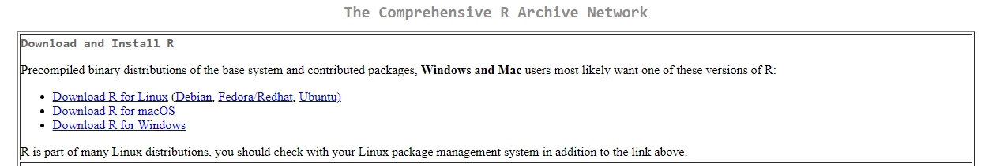 The Comprehensive R Archive Network
Download and Install R
Precompiled binary distributions of the base system and contributed packages, Windows and Mac users most likely want one of these versions of R:
Download R for Linux (Debian, Fedora/Redhat, Ubuntu)
Download R for macOS
Download R for Windows
R is part of many Linux distributions, you should check with your Linux package management system in addition to the link above.